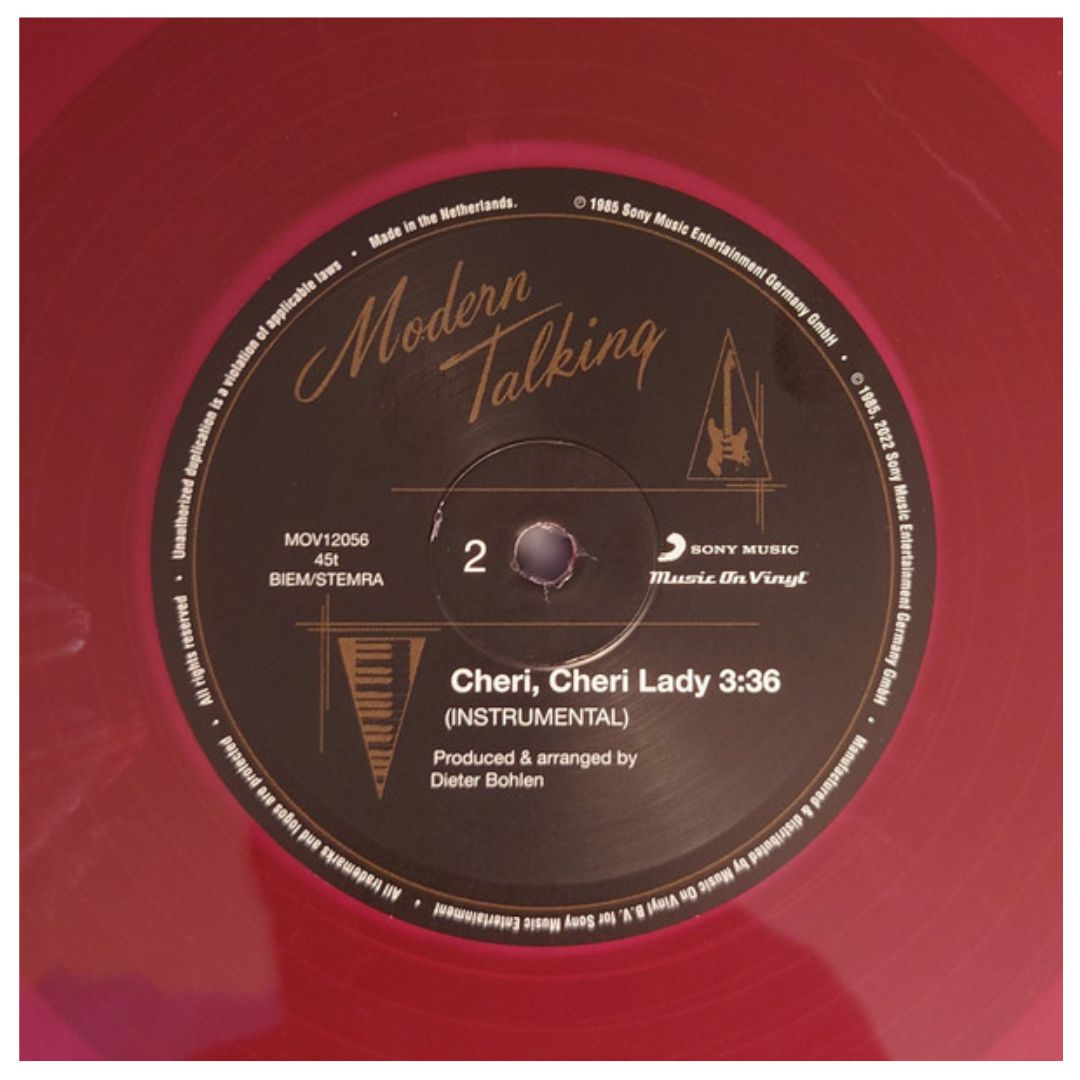 Modern
Talking
MOV12056
45t
BIEM/STEMRA
2
SONY MUSIC
Music On Vinyl
Cheri, Cheri Lady 3:36
(INSTRUMENTAL)
Produced & arranged by
Dieter Bohlen
℗ 1985 Sony Music Entertainment Germany GmbH • © 1985, 2022 Sony Music Entertainment Germany GmbH • Manufactured & distributed by Music On Vinyl B.V. for Sony Music Entertainment • All trademarks and logos are protected • All rights reserved • Unauthorized duplication is a violation of applicable laws • Made in the Netherlands.